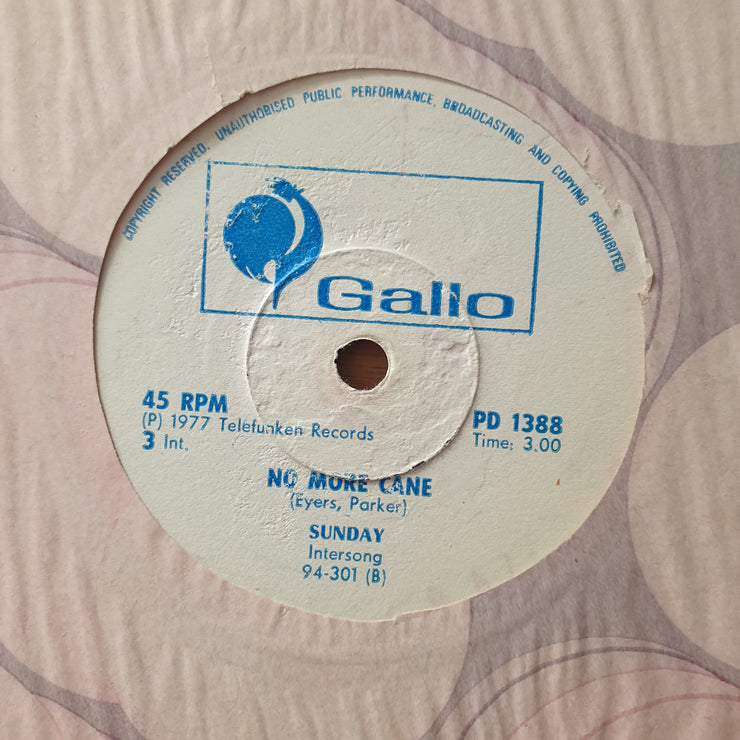 COPYRIGHT RESERVED. UNAUTHORISED PUBLIC PERFORMANCE, BROADCASTING AND COPYING PROHIBITED
Gallo
45 RPM
(P) 1977 Telefunken Records
3 Int.
PD 1388
Time: 3.00
NO MORE CANE
(Eyers, Parker)
SUNDAY
Intersong
94-301 (B)